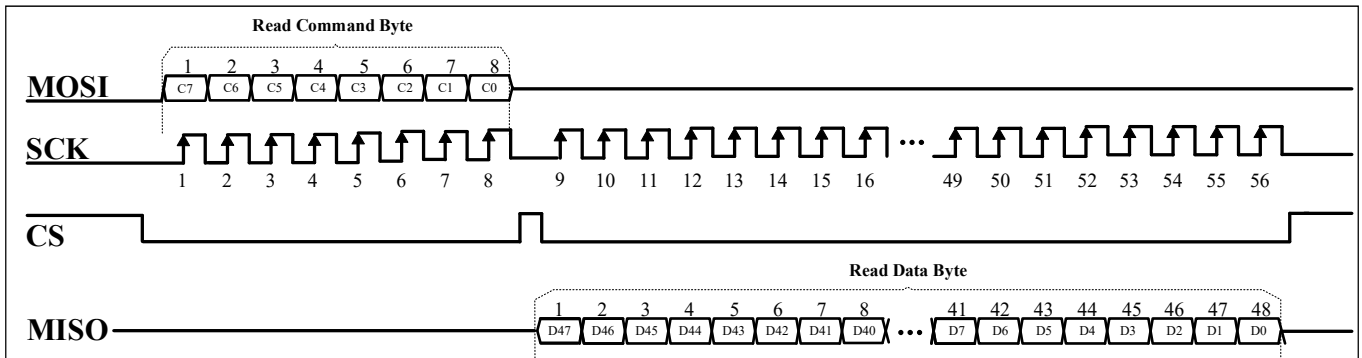 Read Command Byte
1 2 3 4 5 6 7 8
MOSI C7 C6 C5 C4 C3 C2 C1 C0
SCK ...
1 2 3 4 5 6 7 8 9 10 11 12 13 14 15 16 49 50 51 52 53 54 55 56
CS
Read Data Byte
1 2 3 4 5 6 7 8 41 42 43 44 45 46 47 48
MISO D47 D46 D45 D44 D43 D42 D41 D40 ... D7 D6 D5 D4 D3 D2 D1 D0